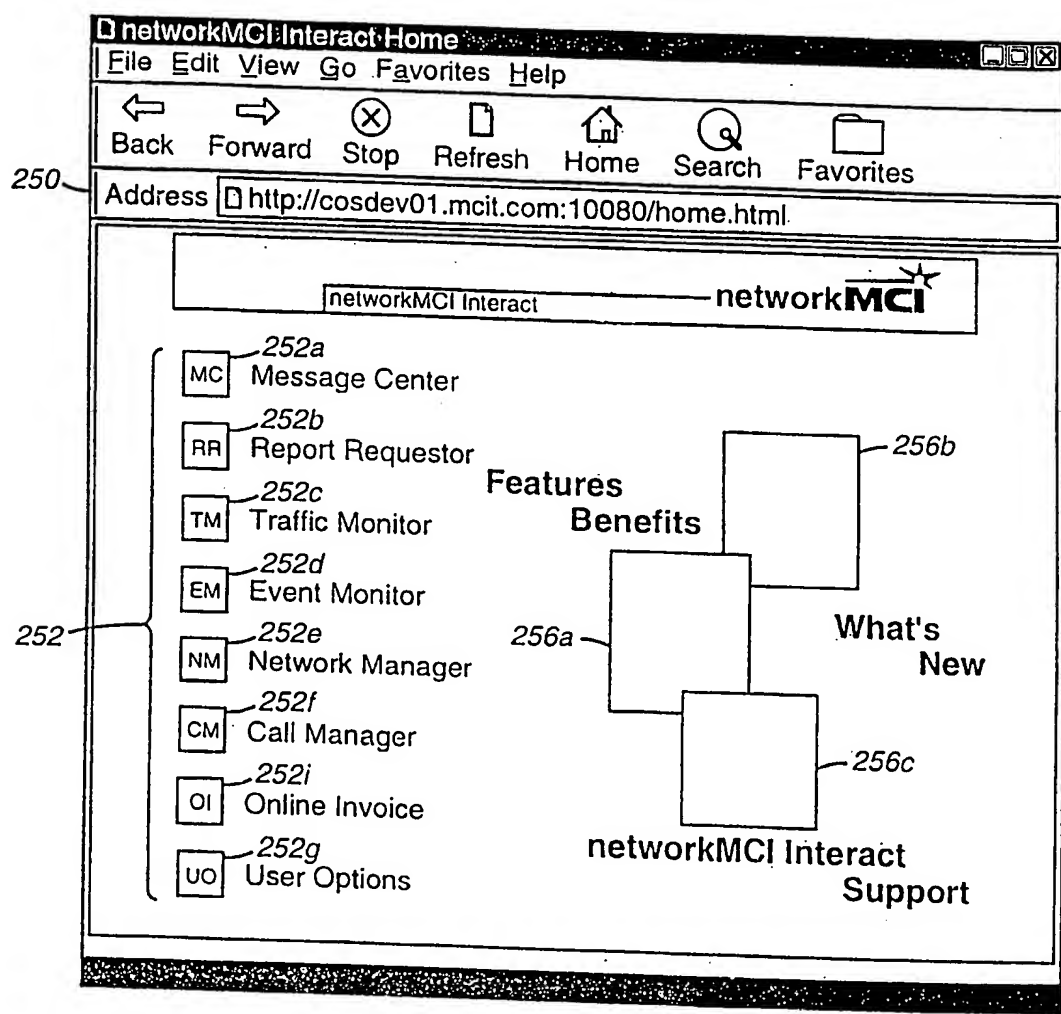 networkMCI Interact Home
File Edit View Go Favorites Help
Back Forward Stop Refresh Home Search Favorites
250
Address http://cosdev01.mcit.com:10080/home.html
networkMCI Interact
networkMCI
252
252a
MC Message Center
252b
RR Report Requestor
252c
TM Traffic Monitor
252d
EM Event Monitor
252e
NM Network Manager
252f
CM Call Manager
252i
OI Online Invoice
252g
UO User Options
Features
Benefits
256b
256a
What's
New
256c
networkMCI Interact
Support